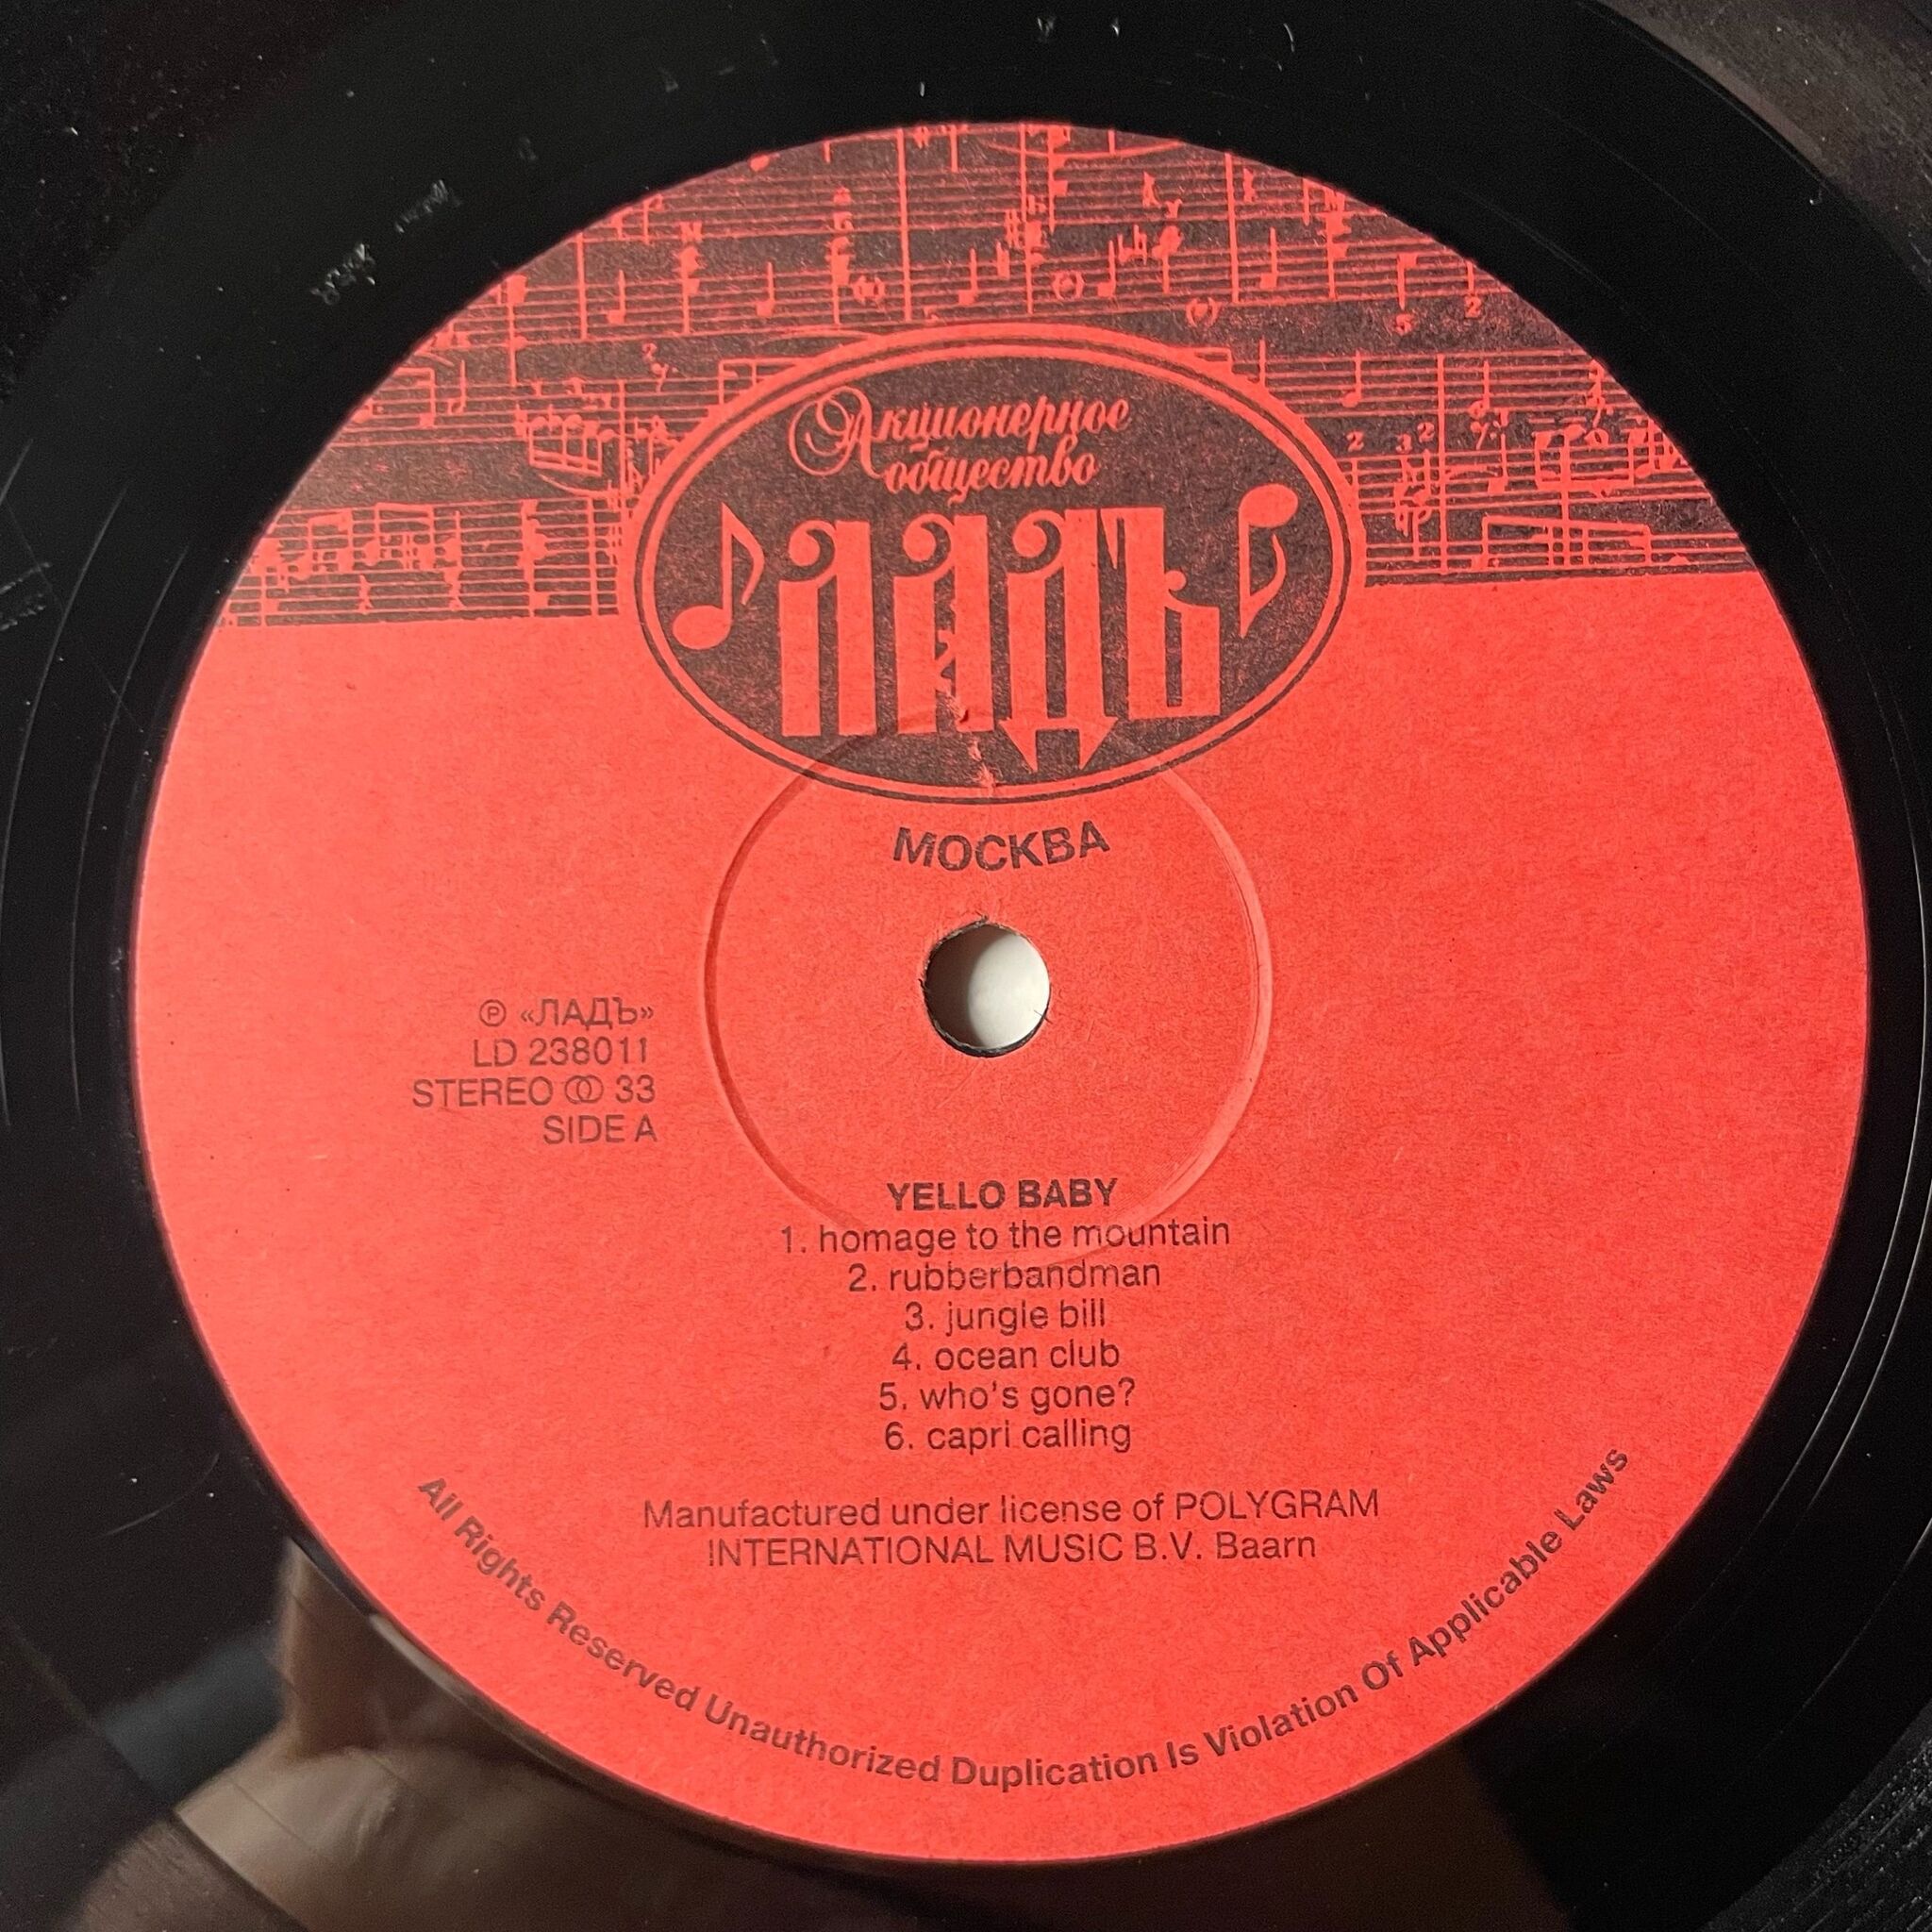 Акционерное
общество
ЛАДЪ
МОСКВА
℗ «ЛАДЪ»
LD 238011
STEREO 33
SIDE A
YELLO BABY
1. homage to the mountain
2. rubberbandman
3. jungle bill
4. ocean club
5. who's gone?
6. capri calling
Manufactured under license of POLYGRAM
INTERNATIONAL MUSIC B.V. Baarn
All Rights Reserved Unauthorized Duplication Is Violation Of Applicable Laws